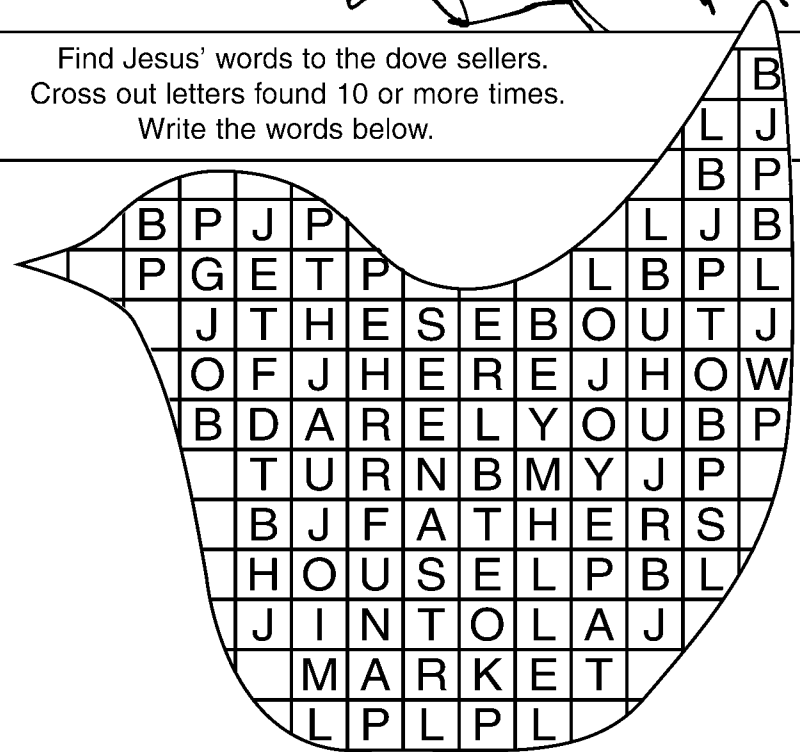 Find Jesus' words to the dove sellers.
Cross out letters found 10 or more times.
Write the words below.
B
L J
B P
B P J P L J B
P G E T P L B P L
J T H E S E B O U T J
O F J H E R E J H O W
B D A R E L Y O U B P
T U R N B M Y J P
B J F A T H E R S
H O U S E L P B L
J I N T O L A J
M A R K E T
L P L P L